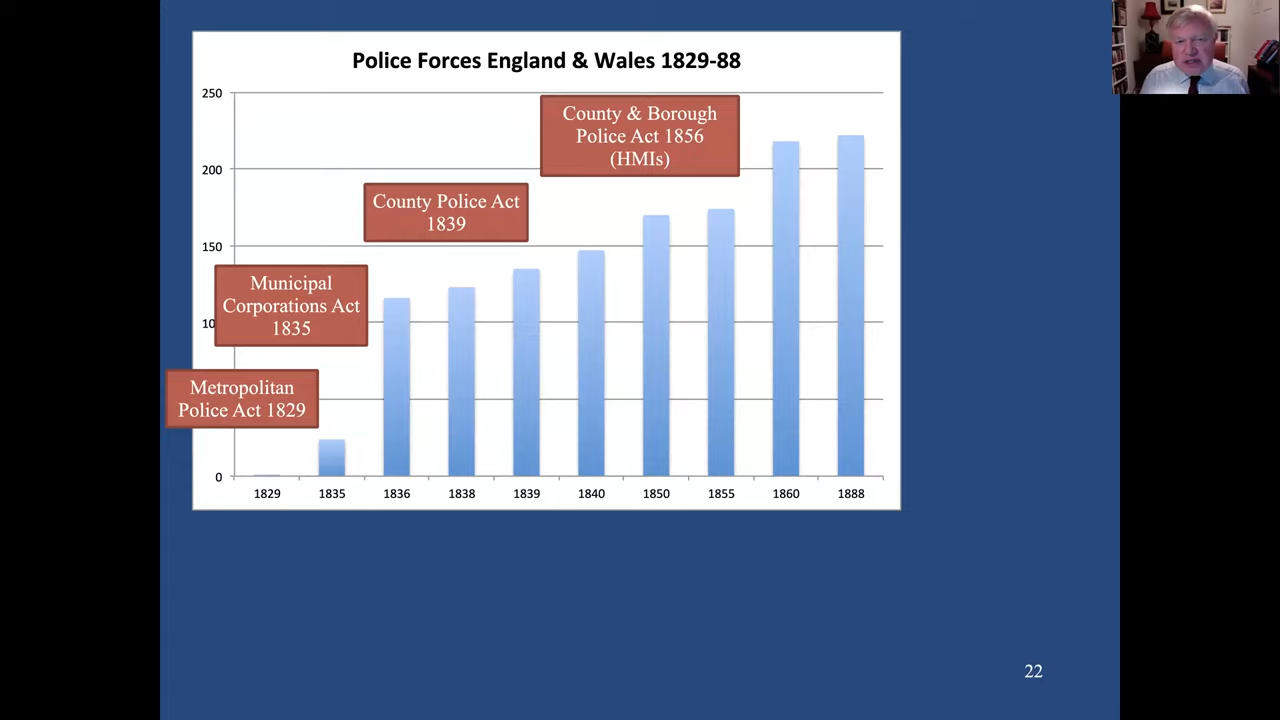 Police Forces England & Wales 1829-88
250
200
150
10
0
County & Borough
Police Act 1856
(HMIs)
County Police Act
1839
Municipal
Corporations Act
1835
Metropolitan
Police Act 1829
1829 1835 1836 1838 1839 1840 1850 1855 1860 1888
22